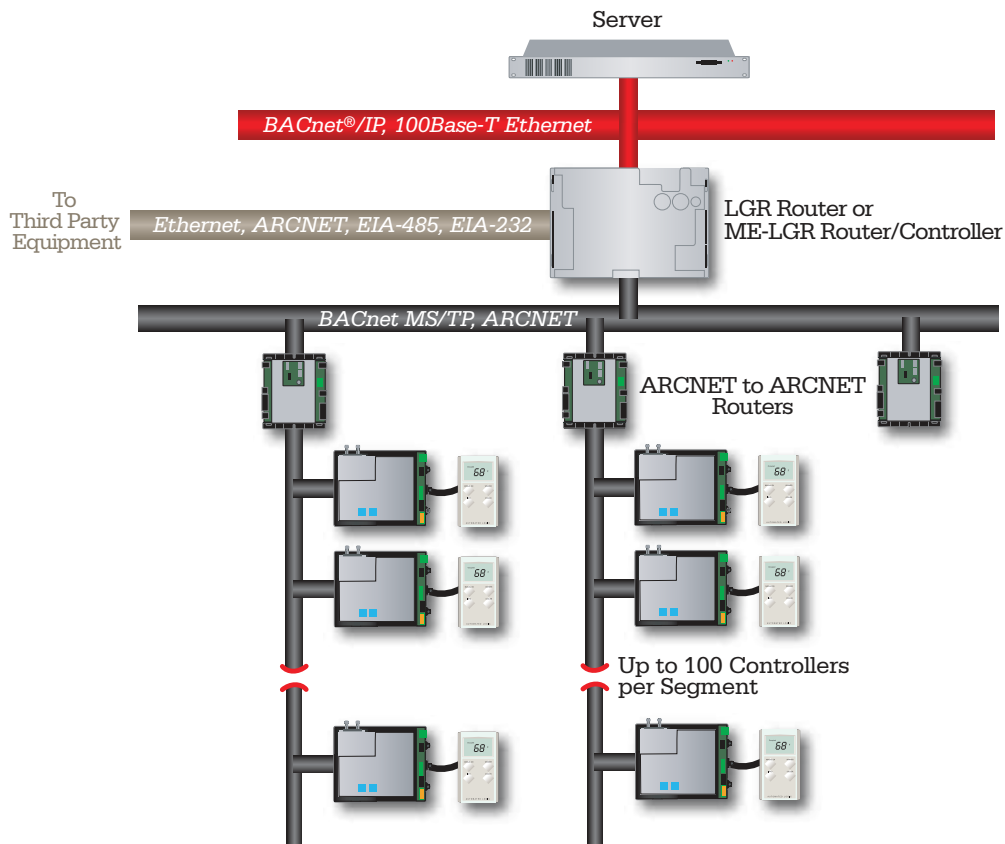 Server
BACnet®/IP, 100Base-T Ethernet
To
Third Party
Equipment
Ethernet, ARCNET, EIA-485, EIA-232
LGR Router or
ME-LGR Router/Controller
BACnet MS/TP, ARCNET
ARCNET to ARCNET
Routers
68
68
68
68
Up to 100 Controllers
per Segment
68
68